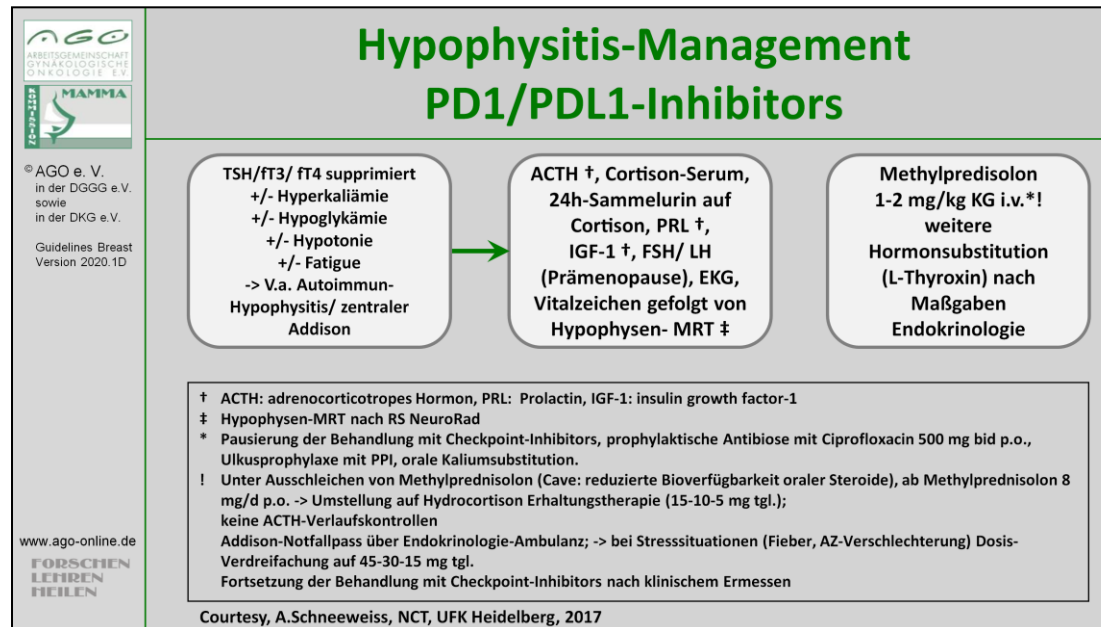 AGO
ARBEITSGEMEINSCHAFT
GYNÄKOLOGISCHE
ONKOLOGIE E.V.
KOMMISSION
MAMMA
© AGO e. V.
in der DGGG e.V.
sowie
in der DKG e.V.
Guidelines Breast
Version 2020.1D
www.ago-online.de
FORSCHEN
LEHREN
HEILEN
Hypophysitis-Management
PD1/PDL1-Inhibitors
TSH/fT3/ fT4 supprimiert
+/- Hyperkaliämie
+/- Hypoglykämie
+/- Hypotonie
+/- Fatigue
-> V.a. Autoimmun-
Hypophysitis/ zentraler
Addison
ACTH †, Cortison-Serum,
24h-Sammelurin auf
Cortison, PRL †,
IGF-1 †, FSH/ LH
(Prämenopause), EKG,
Vitalzeichen gefolgt von
Hypophysen- MRT ‡
Methylpredisolon
1-2 mg/kg KG i.v.*!
weitere
Hormonsubstitution
(L-Thyroxin) nach
Maßgaben
Endokrinologie
† ACTH: adrenocorticotropes Hormon, PRL: Prolactin, IGF-1: insulin growth factor-1
‡ Hypophysen-MRT nach RS NeuroRad
* Pausierung der Behandlung mit Checkpoint-Inhibitors, prophylaktische Antibiose mit Ciprofloxacin 500 mg bid p.o.,
Ulkusprophylaxe mit PPI, orale Kaliumsubstitution.
! Unter Ausschleichen von Methylprednisolon (Cave: reduzierte Bioverfügbarkeit oraler Steroide), ab Methylprednisolon 8
mg/d p.o. -> Umstellung auf Hydrocortison Erhaltungstherapie (15-10-5 mg tgl.);
keine ACTH-Verlaufskontrollen
Addison-Notfallpass über Endokrinologie-Ambulanz; -> bei Stresssituationen (Fieber, AZ-Verschlechterung) Dosis-
Verdreifachung auf 45-30-15 mg tgl.
Fortsetzung der Behandlung mit Checkpoint-Inhibitors nach klinischem Ermessen
Courtesy, A.Schneeweiss, NCT, UFK Heidelberg, 2017